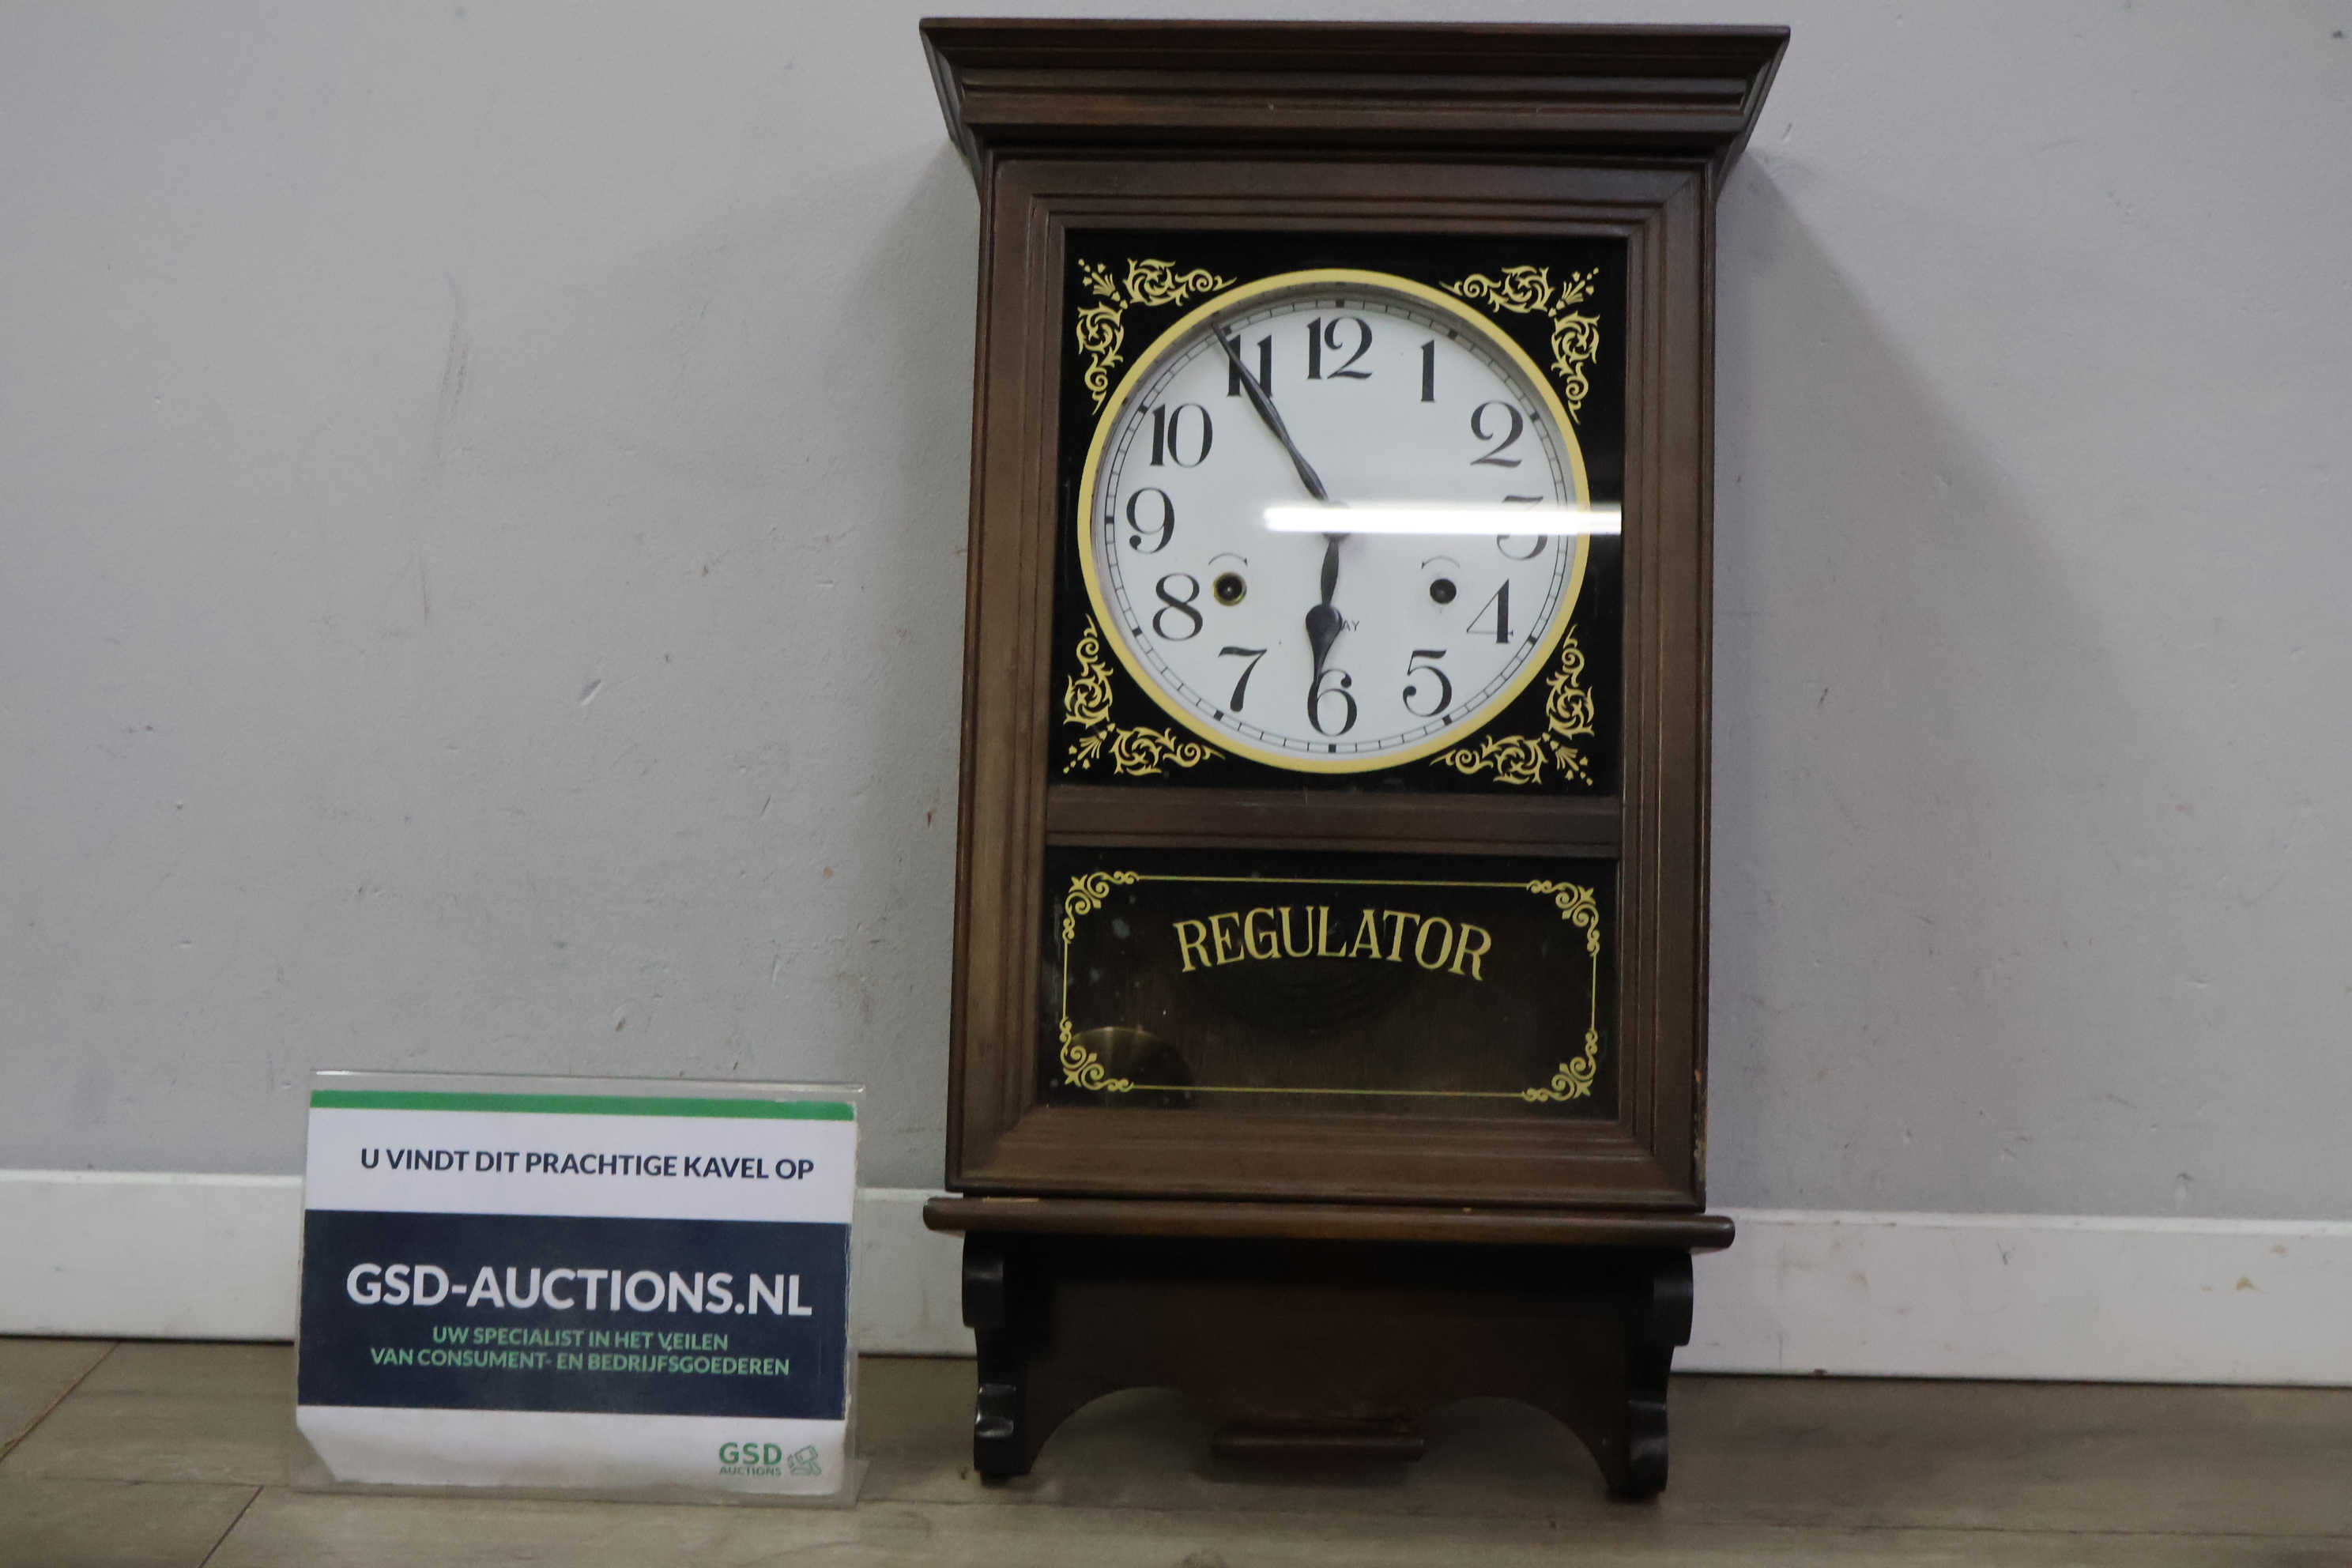 12
11
1
10
2
9
3
8
4
AY
7
5
6
REGULATOR
U VINDT DIT PRACHTIGE KAVEL OP
GSD-AUCTIONS.NL
UW SPECIALIST IN HET VEILEN
VAN CONSUMENT- EN BEDRIJFSGOEDEREN
GSD
AUCTIONS